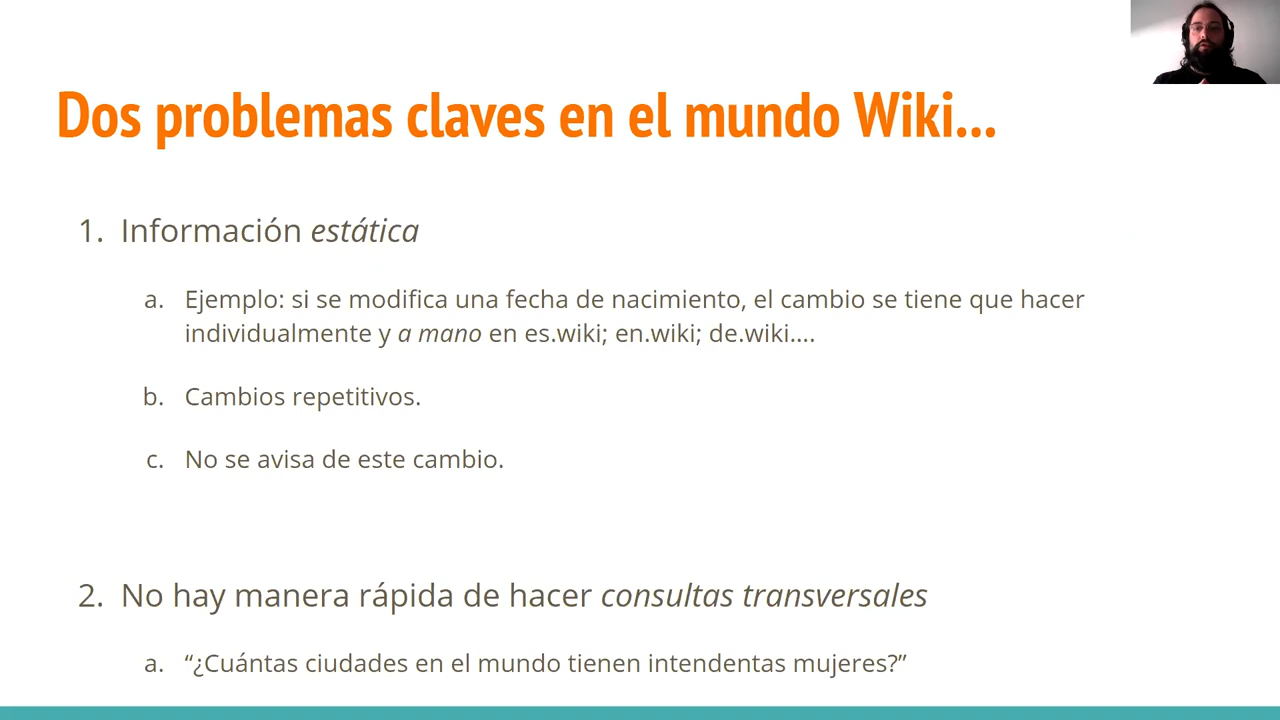 Dos problemas claves en el mundo Wiki...
1. Información estática
a. Ejemplo: si se modifica una fecha de nacimiento, el cambio se tiene que hacer
individualmente y a mano en es.wiki; en.wiki; de.wiki....
b. Cambios repetitivos.
c. No se avisa de este cambio.
2. No hay manera rápida de hacer consultas transversales
a. “¿Cuántas ciudades en el mundo tienen intendentas mujeres?”